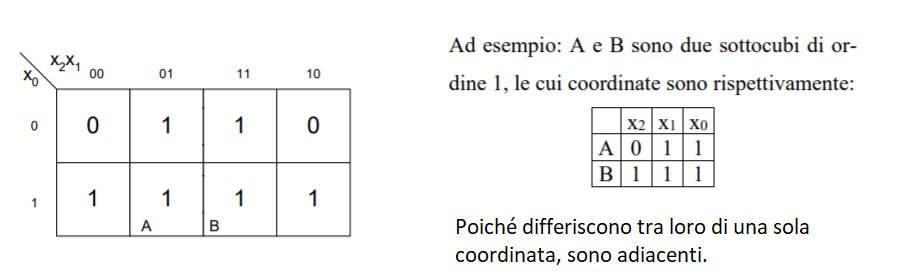 X2X1
X0
00 01 11 10
0 0 1 1 0
1 1 1 1 1
A B
Ad esempio: A e B sono due sottocubi di or-
dine 1, le cui coordinate sono rispettivamente:
x2 x1 x0
A 0 1 1
B 1 1 1
Poiché differiscono tra loro di una sola
coordinata, sono adiacenti.